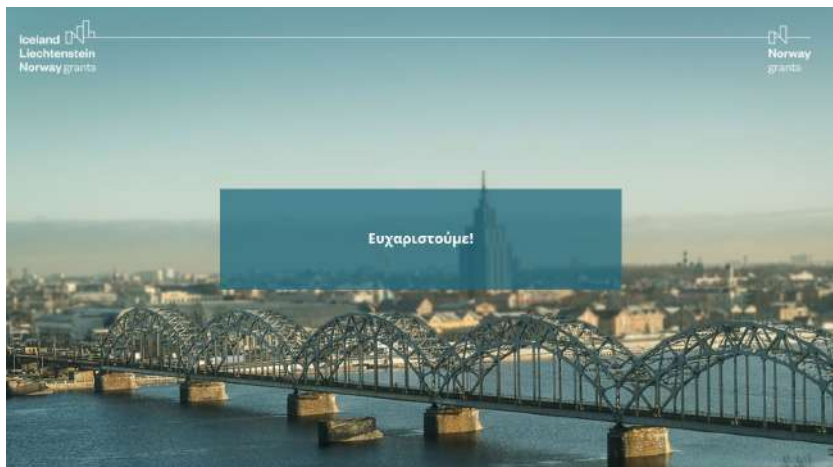 Iceland
Liechtenstein
Norway grants
Norway
grants
Ευχαριστούμε!